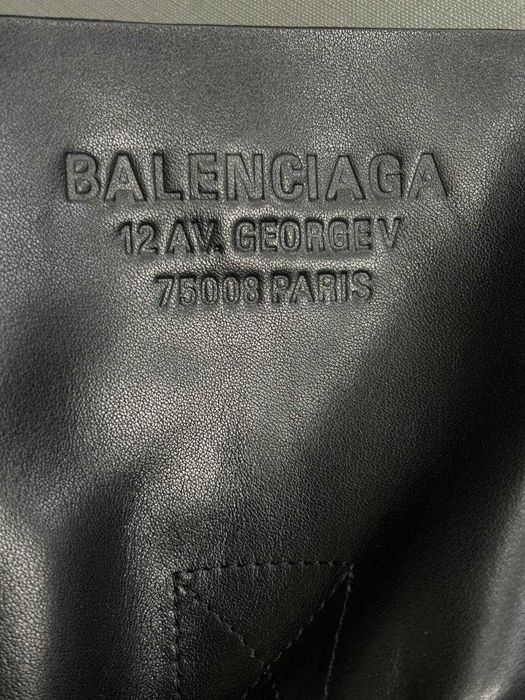 BALENCIAGA
12 AV. GEORGE V
75008 PARIS